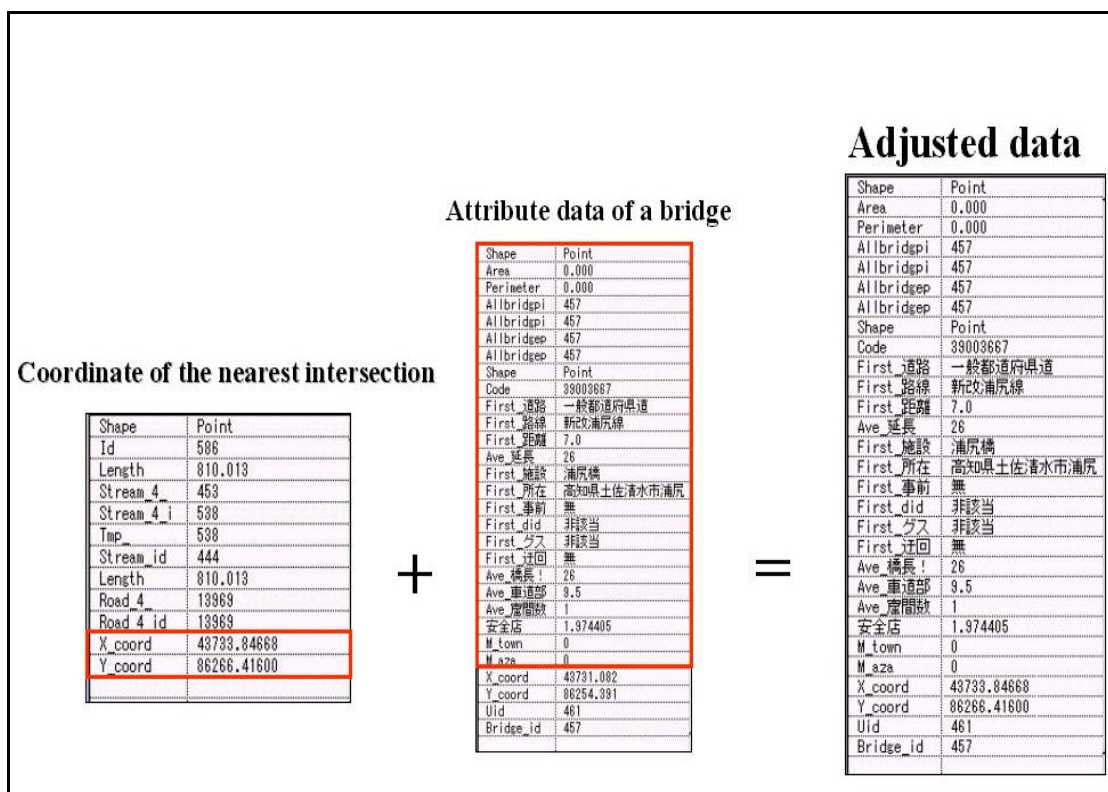 Coordinate of the nearest intersection
Shape Point
Id 586
Length 810.013
Stream_4_ 453
Stream_4_i 538
Tmp_ 538
Stream_id 444
Length 810.013
Road_4_ 13969
Road_4_id 13969
X_coord 43733.84668
Y_coord 86266.41600
+
Attribute data of a bridge
Shape Point
Area 0.000
Perimeter 0.000
Allbridgpi 457
Allbridgpi 457
Allbridgep 457
Allbridgep 457
Shape Point
Code 39003667
First_道路 一般都道府県道
First_路線 新改浦尻線
First_距離 7.0
Ave_延長 26
First_施設 浦尻橋
First_所在 高知県土佐清水市浦尻
First_事前 無
First_did 非該当
First_グス 非該当
First_迂回 無
Ave_橋長! 26
Ave_車道部 9.5
Ave_徑間数 1
安全店 1.974405
M_town 0
M_aza 0
X_coord 43731.082
Y_coord 86254.391
Uid 461
Bridge_id 457
=
Adjusted data
Shape Point
Area 0.000
Perimeter 0.000
Allbridgpi 457
Allbridgpi 457
Allbridgep 457
Allbridgep 457
Shape Point
Code 39003667
First_道路 一般都道府県道
First_路線 新改浦尻線
First_距離 7.0
Ave_延長 26
First_施設 浦尻橋
First_所在 高知県土佐清水市浦尻
First_事前 無
First_did 非該当
First_グス 非該当
First_迂回 無
Ave_橋長! 26
Ave_車道部 9.5
Ave_徑間数 1
安全店 1.974405
M_town 0
M_aza 0
X_coord 43733.84668
Y_coord 86266.41600
Uid 461
Bridge_id 457